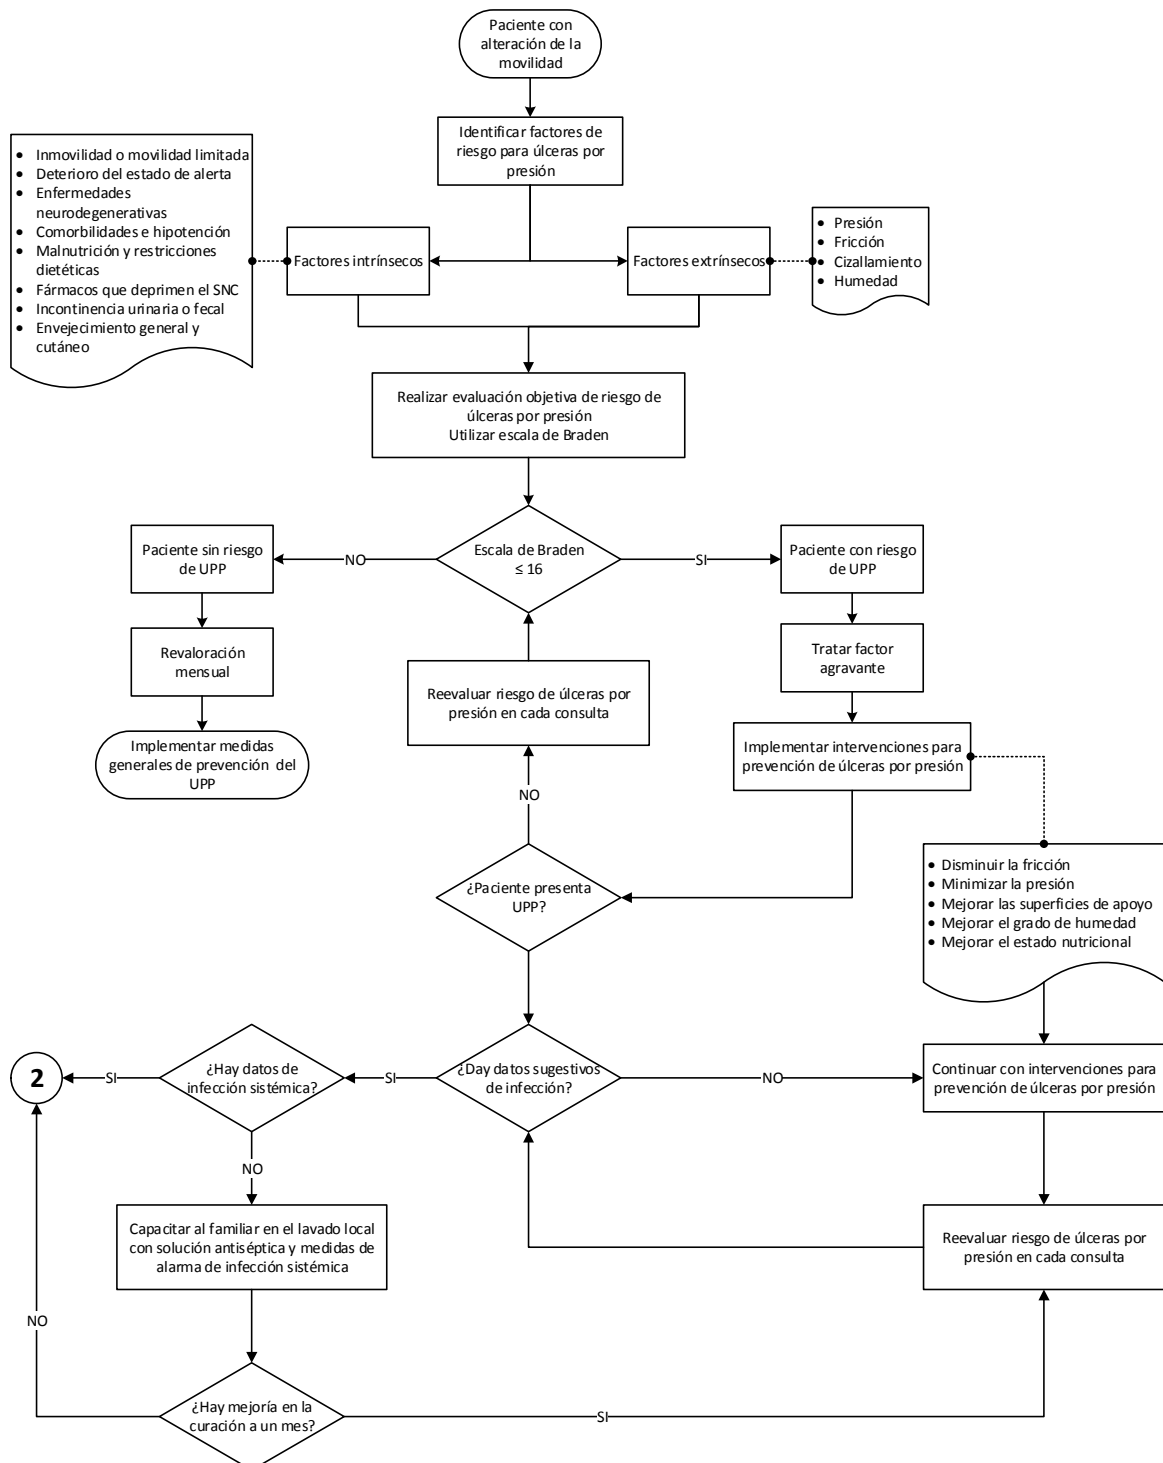 Paciente con
alteración de la
movilidad
Identificar factores de
riesgo para úlceras por
presión
• Inmovilidad o movilidad limitada
• Deterioro del estado de alerta
• Enfermedades
neurodegenerativas
• Comorbilidades e hipotención
• Malnutrición y restricciones
dietéticas
• Fármacos que deprimen el SNC
• Incontinencia urinaria o fecal
• Envejecimiento general y
cutáneo
Factores intrínsecos
Factores extrínsecos
• Presión
• Fricción
• Cizallamiento
• Humedad
Realizar evaluación objetiva de riesgo de
úlceras por presión
Utilizar escala de Braden
Escala de Braden
≤ 16
NO
SI
Paciente sin riesgo
de UPP
Paciente con riesgo
de UPP
Revaloración
mensual
Tratar factor
agravante
Reevaluar riesgo de úlceras por
presión en cada consulta
Implementar medidas
generales de prevención del
UPP
Implementar intervenciones para
prevención de úlceras por presión
NO
¿Paciente presenta
UPP?
• Disminuir la fricción
• Minimizar la presión
• Mejorar las superficies de apoyo
• Mejorar el grado de humedad
• Mejorar el estado nutricional
2
SI
¿Hay datos de
infección sistémica?
SI
¿Day datos sugestivos
de infección?
NO
Continuar con intervenciones para
prevención de úlceras por presión
NO
Capacitar al familiar en el lavado local
con solución antiséptica y medidas de
alarma de infección sistémica
Reevaluar riesgo de úlceras por
presión en cada consulta
NO
¿Hay mejoría en la
curación a un mes?
SI